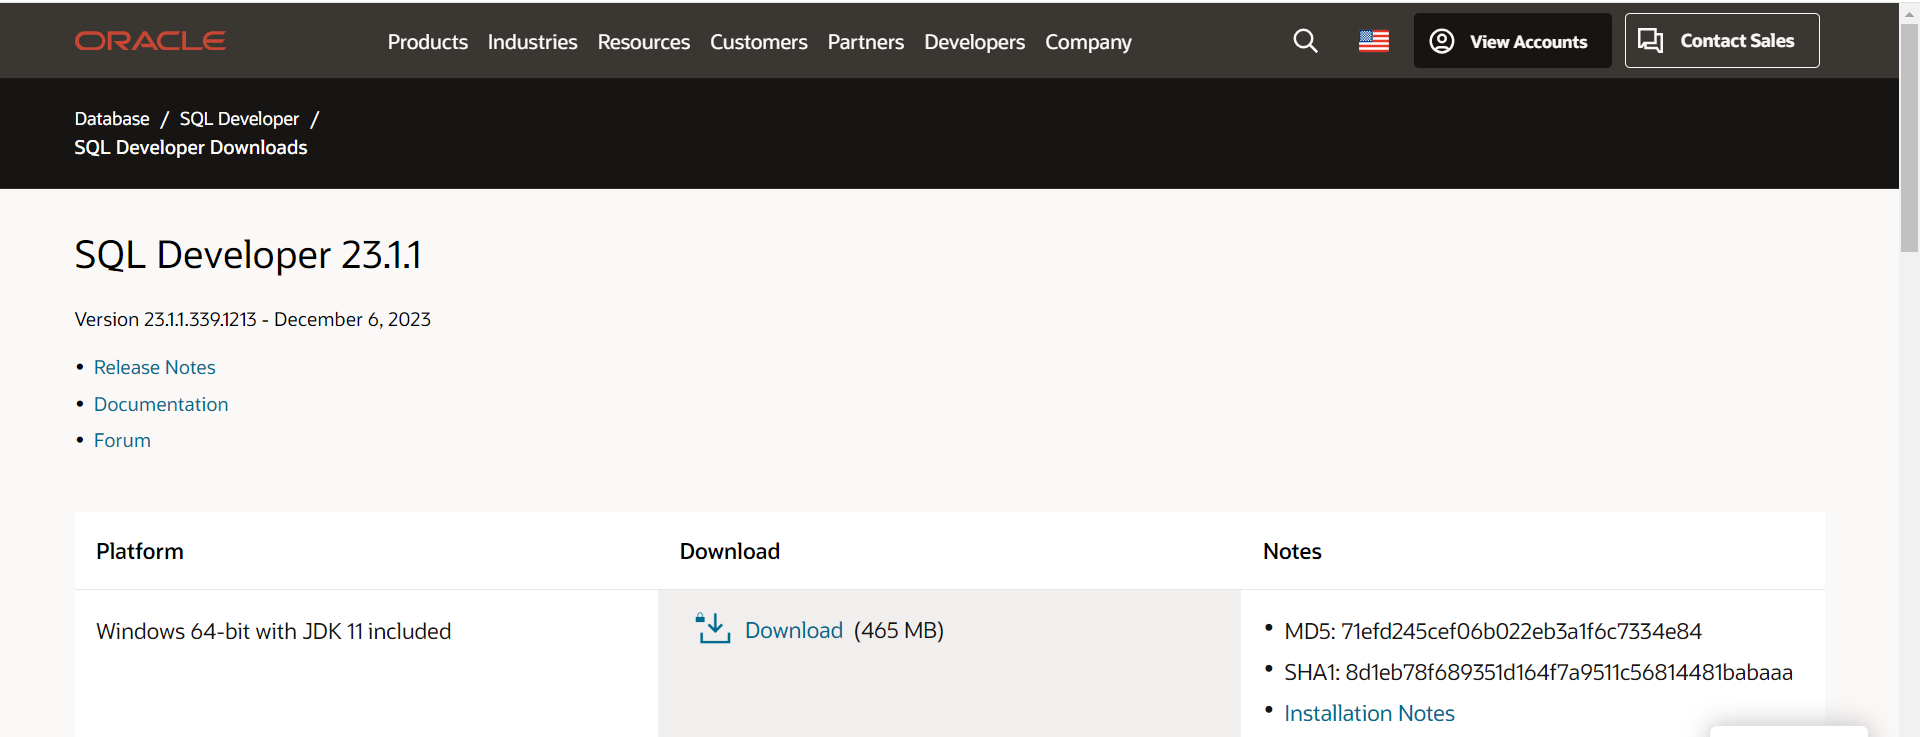 ORACLE
Products Industries Resources Customers Partners Developers Company
View Accounts
Contact Sales
Database / SQL Developer /
SQL Developer Downloads
SQL Developer 23.1.1
Version 23.1.1.339.1213 - December 6, 2023
• Release Notes
• Documentation
• Forum
Platform Download Notes
Windows 64-bit with JDK 11 included
Download (465 MB)
• MD5: 71efd245cef06b022eb3a1f6c7334e84
• SHA1: 8d1eb78f689351d164f7a9511c56814481babaaa
• Installation Notes